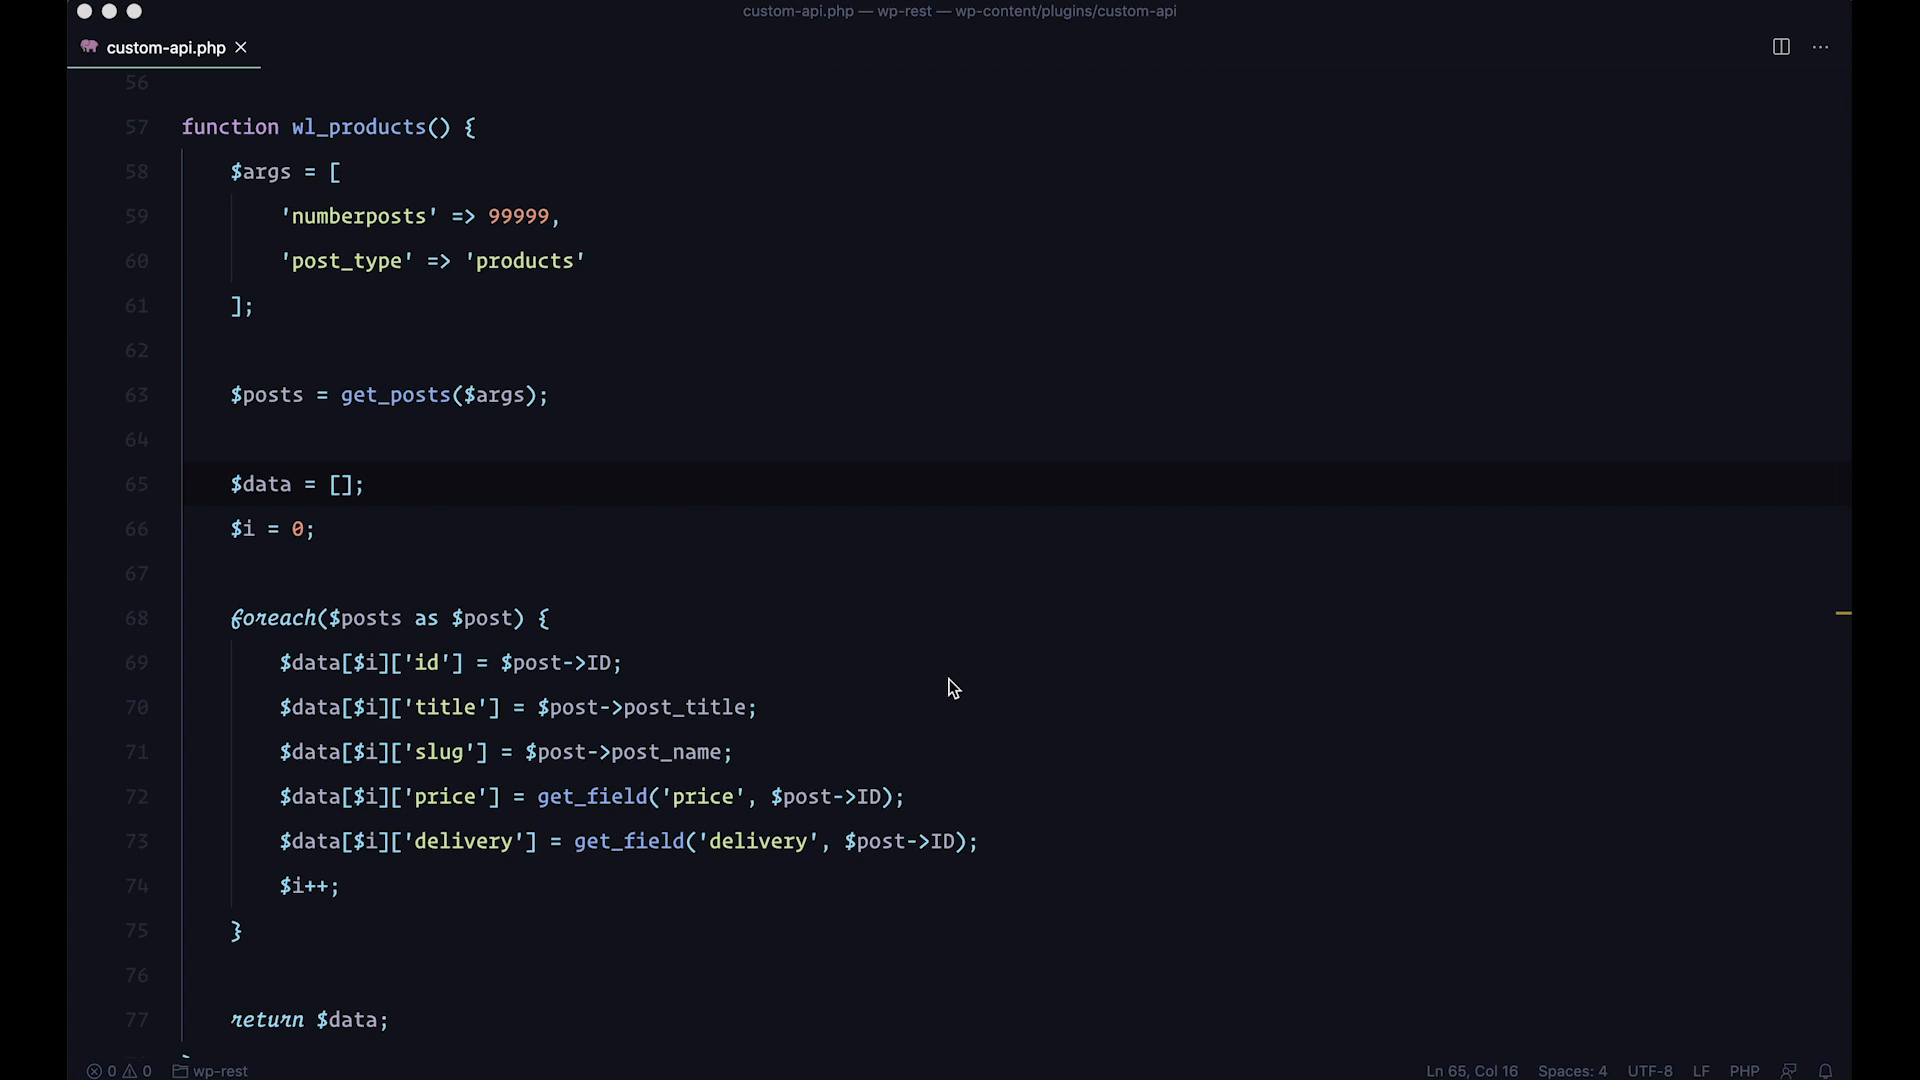 custom-api.php — wp-rest — wp-content/plugins/custom-api
custom-api.php
56
57 function wl_products() {
58 $args = [
59 'numberposts' => 99999,
60 'post_type' => 'products'
61 ];
62
63 $posts = get_posts($args);
64
65 $data = [];
66 $i = 0;
67
68 foreach($posts as $post) {
69 $data[$i]['id'] = $post->ID;
70 $data[$i]['title'] = $post->post_title;
71 $data[$i]['slug'] = $post->post_name;
72 $data[$i]['price'] = get_field('price', $post->ID);
73 $data[$i]['delivery'] = get_field('delivery', $post->ID);
74 $i++;
75 }
76
77 return $data;
0 0 wp-rest Ln 65, Col 16 Spaces: 4 UTF-8 LF PHP